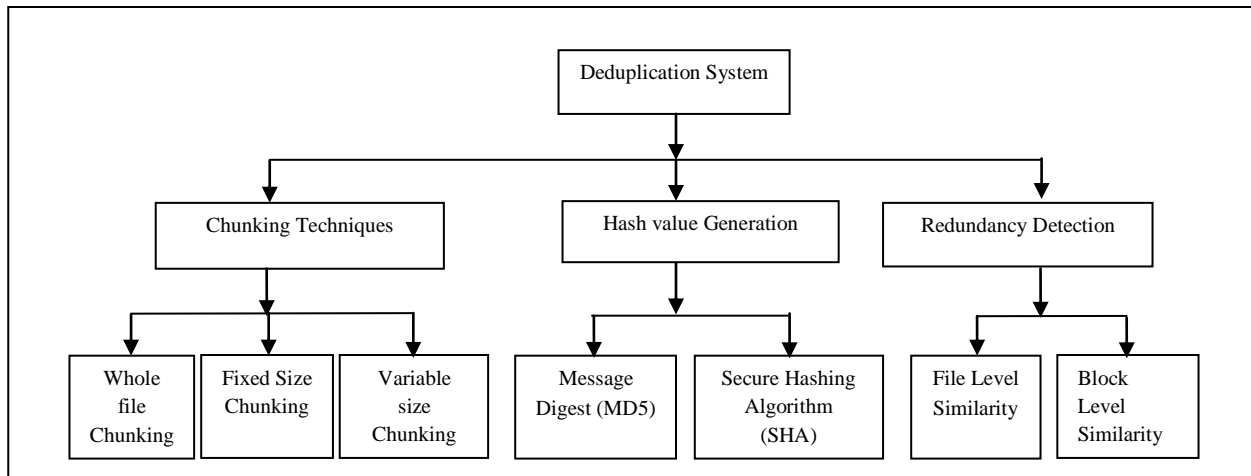 Deduplication System
Chunking Techniques
Hash value Generation
Redundancy Detection
Whole
file
Chunking
Fixed Size
Chunking
Variable
size
Chunking
Message
Digest (MD5)
Secure Hashing
Algorithm
(SHA)
File Level
Similarity
Block
Level
Similarity